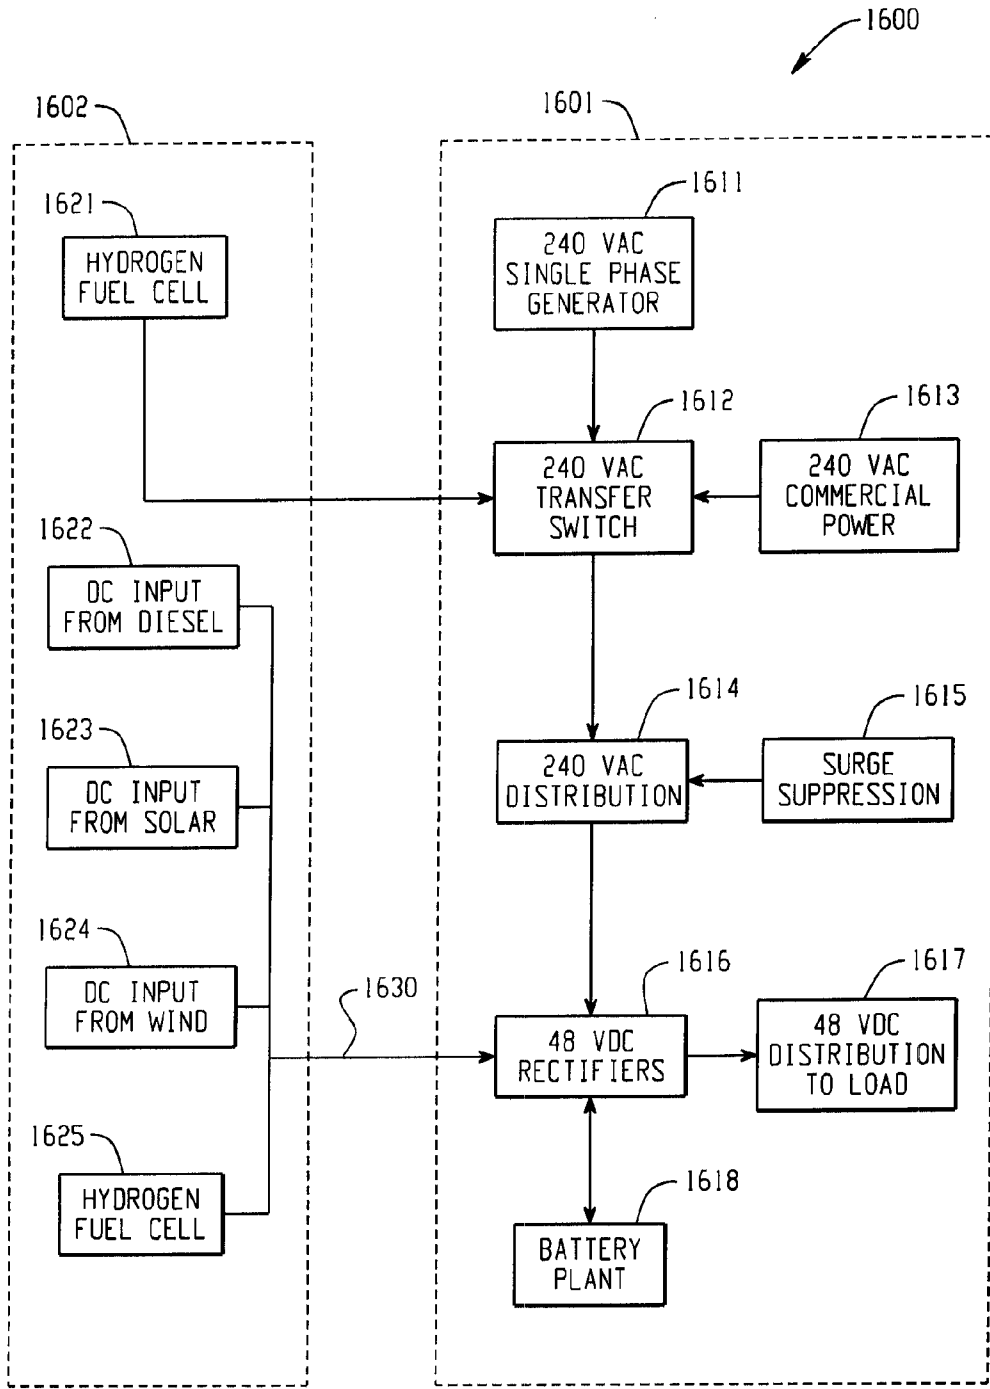 1600
1602
1601
1621
HYDROGEN
FUEL CELL
1611
240 VAC
SINGLE PHASE
GENERATOR
1612
240 VAC
TRANSFER
SWITCH
1613
240 VAC
COMMERCIAL
POWER
1622
DC INPUT
FROM DIESEL
1623
DC INPUT
FROM SOLAR
1614
240 VAC
DISTRIBUTION
1615
SURGE
SUPPRESSION
1624
DC INPUT
FROM WIND
1630
1616
48 VDC
RECTIFIERS
1617
48 VDC
DISTRIBUTION
TO LOAD
1625
HYDROGEN
FUEL CELL
1618
BATTERY
PLANT